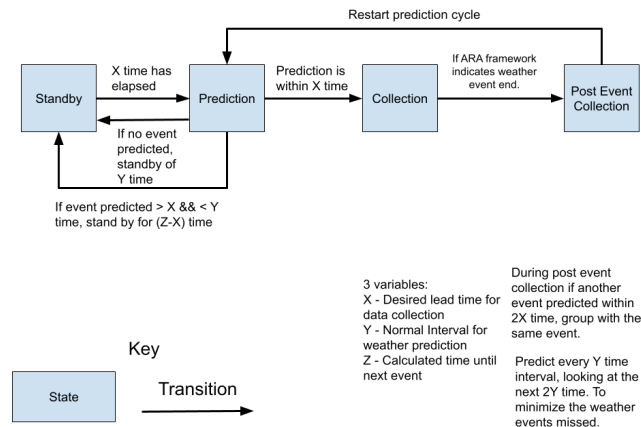 Restart prediction cycle
Standby
X time has
elapsed
Prediction
Prediction is
within X time
Collection
If ARA framework
indicates weather
event end.
Post Event
Collection
If no event
predicted,
standby of
Y time
If event predicted > X && < Y
time, stand by for (Z-X) time
3 variables:
X - Desired lead time for
data collection
Y - Normal Interval for
weather prediction
Z - Calculated time until
next event
During post event
collection if another
event predicted within
2X time, group with the
same event.
Predict every Y time
interval, looking at the
next 2Y time. To
minimize the weather
events missed.
Key
State
Transition